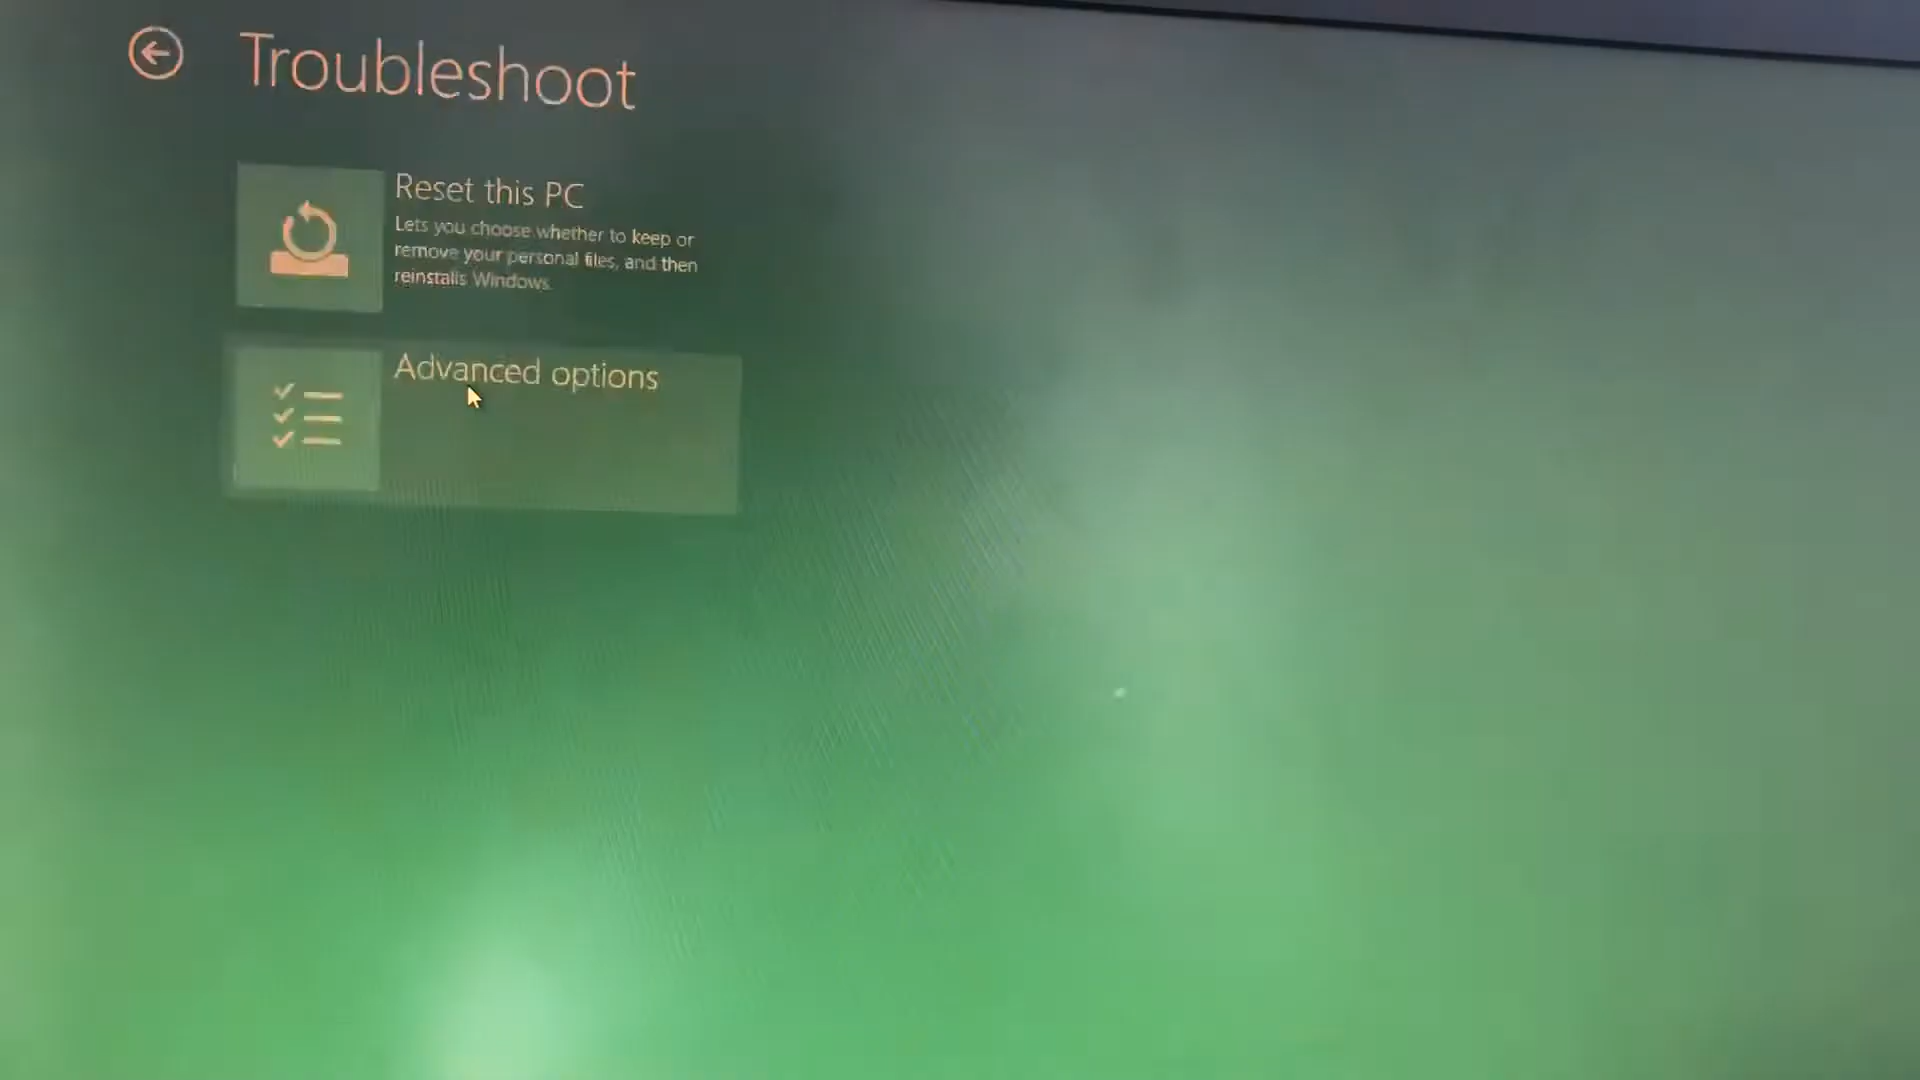 Troubleshoot
Reset this PC
Lets you choose whether to keep or
remove your personal files, and then
reinstalls Windows.
Advanced options